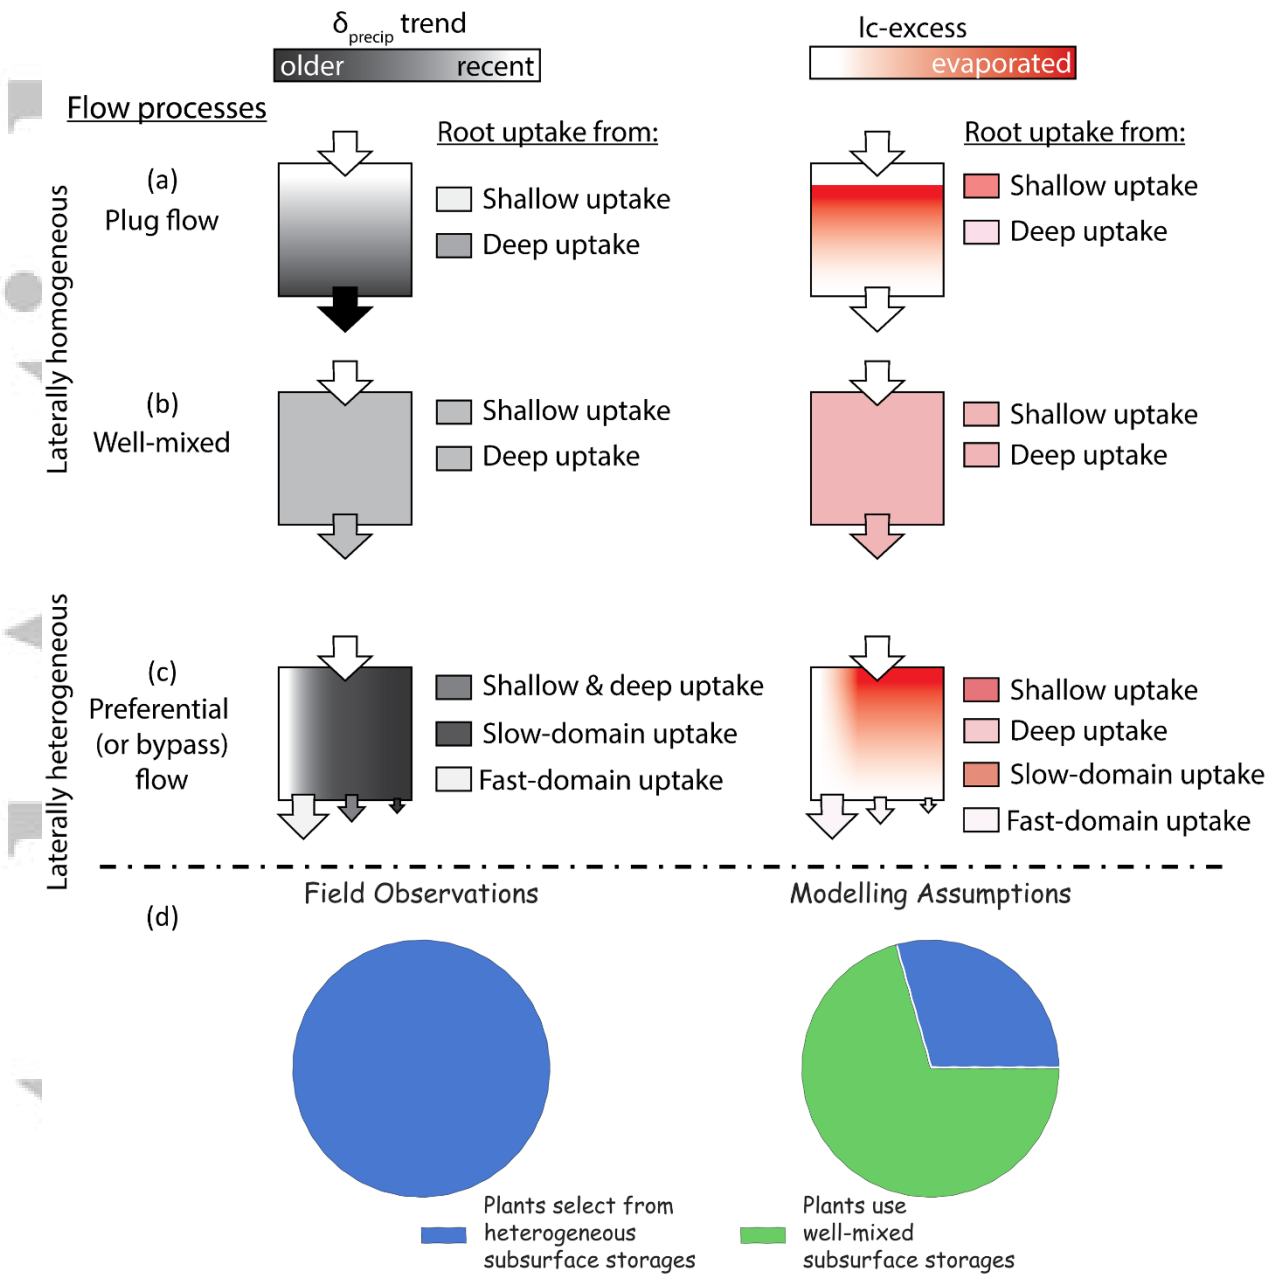 δprecip trend
older recent
lc-excess
evaporated
Flow processes
Root uptake from:
Root uptake from:
Laterally homogeneous
(a)
Plug flow
Shallow uptake
Deep uptake
Shallow uptake
Deep uptake
(b)
Well-mixed
Shallow uptake
Deep uptake
Shallow uptake
Deep uptake
Laterally heterogeneous
(c)
Preferential
(or bypass)
flow
Shallow & deep uptake
Slow-domain uptake
Fast-domain uptake
Shallow uptake
Deep uptake
Slow-domain uptake
Fast-domain uptake
(d)
Field Observations
Modelling Assumptions
Plants select from
heterogeneous
subsurface storages
Plants use
well-mixed
subsurface storages